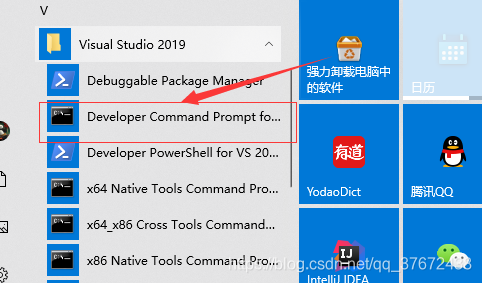 V
Visual Studio 2019
Debuggable Package Manager
Developer Command Prompt fo...
Developer PowerShell for VS 20...
x64 Native Tools Command Pro...
x64_x86 Cross Tools Command...
x86 Native Tools Command Pro...
强力卸载电脑中
的软件
日历
有道
YodaoDict
腾讯QQ
IJ
IntelliJ IDEA
https://blog.csdn.net/qq_37672438